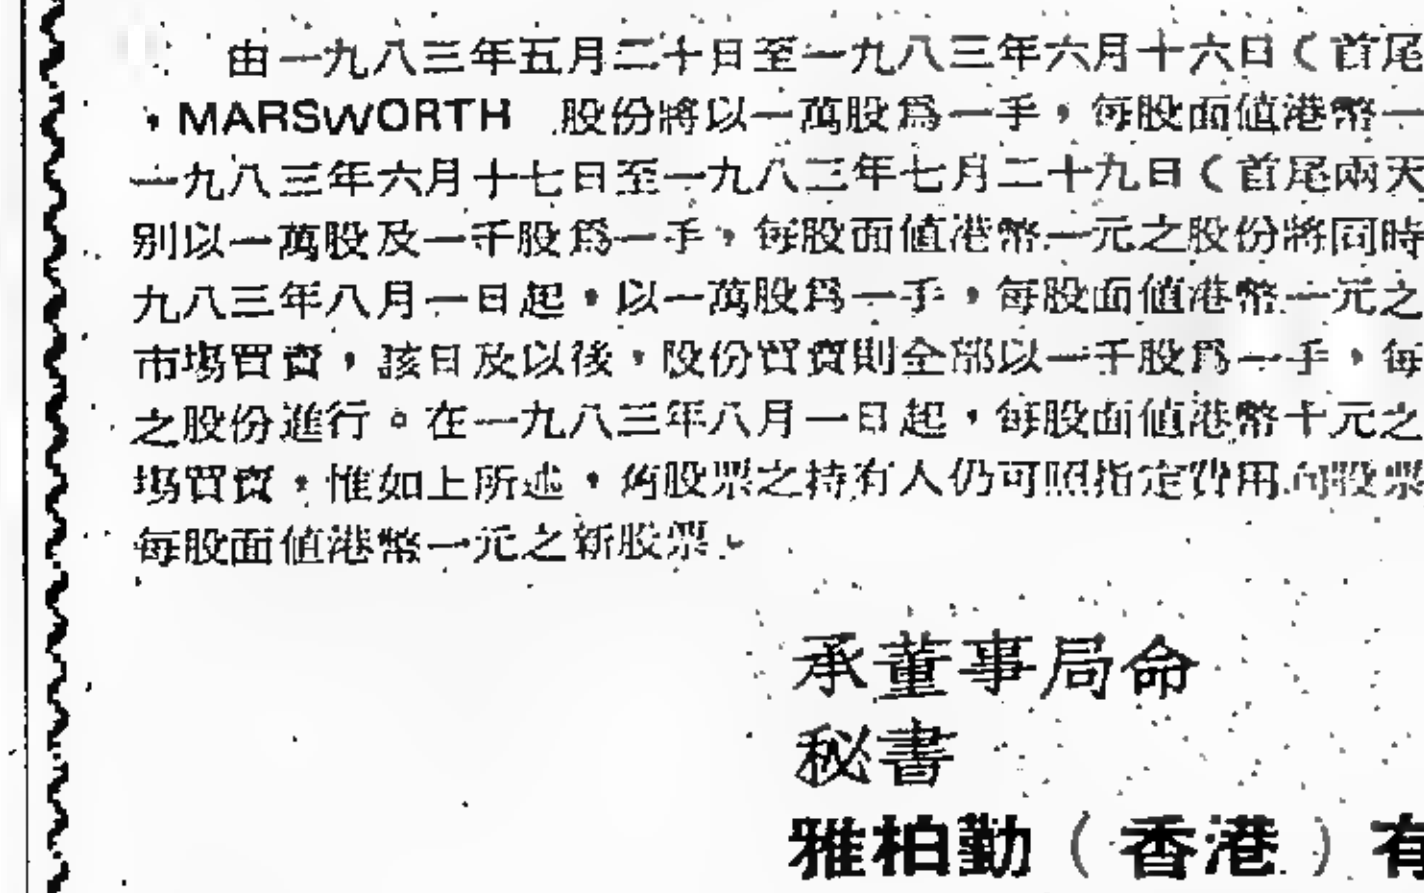 由一九八三年五月二十日至一九八三年六月十六日(首尾
，MARSWORTH 股份將以一萬股爲一手，每股面值港幣一
一九八三年六月十七日至一九八三年七月二十九日(首尾兩天
别以一萬股及一千股爲一手，每股面值港幣一元之股份將同時
九八三年八月一日起，以一萬股爲一手，每股面值港幣一元之
市場買賣，該日及以後，股份買賣則全部以一千股爲一手，每
之股份進行。在一九八三年八月一日起，每股面值港幣十元之
場買賣，惟如上所述，舊股票之持有人仍可照指定費用向股票
每股面值港幣一元之新股票。
承董事局命
秘書
雅柏勤(香港)有